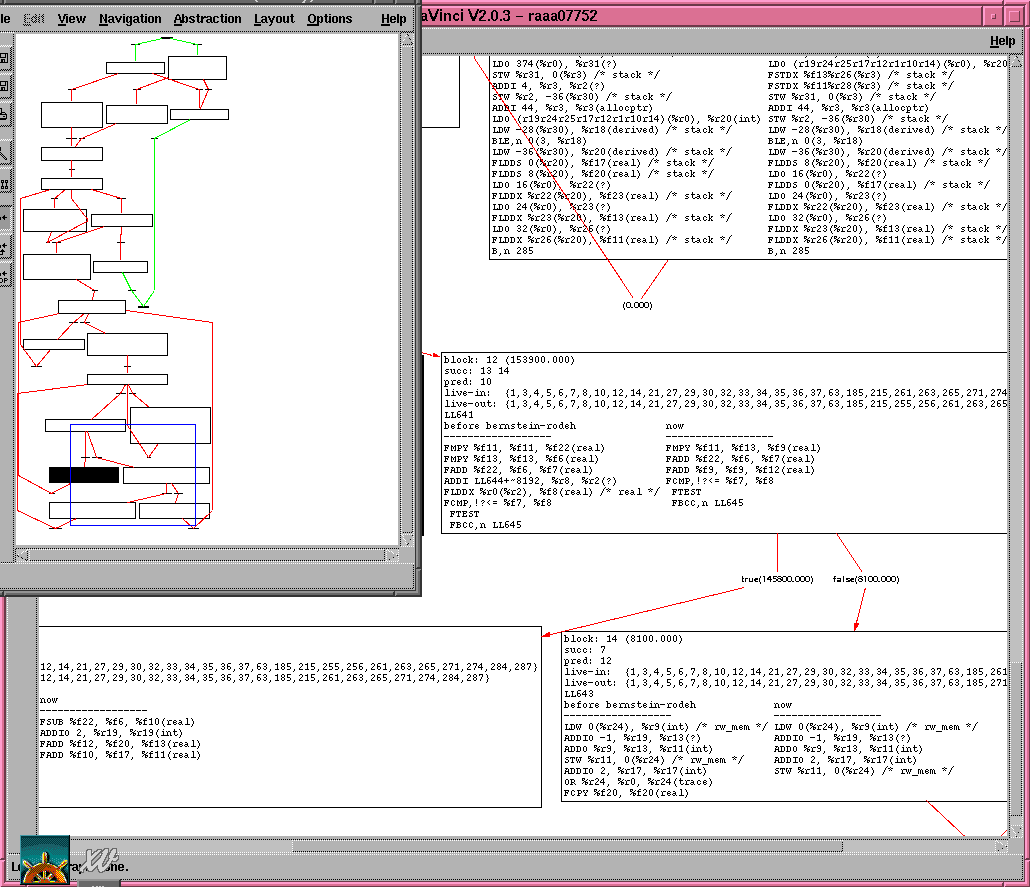 aVinci V2.0.3 – raaa07752
le Edit View Navigation Abstraction Layout Options Help
Help
LDO 374(%r0), %r31(?)
STW %r31, 0(%r3) /* stack */
ADDI 4, %r3, %r2(?)
STW %r2, -36(%r30) /* stack */
ADDI 44, %r3, %r3(allocptr)
LDO (r19r24r25r17r12r1r10r14)(%r0), %r20(int)
LDW -28(%r30), %r18(derived) /* stack */
BLE,n 0(3, %r18)
LDW -36(%r30), %r20(derived) /* stack */
FLDDS 0(%r20), %f17(real) /* stack */
FLDDS 8(%r20), %f20(real) /* stack */
LDO 16(%r0), %r22(?)
FLDDX %r22(%r20), %f23(real) /* stack */
LDO 24(%r0), %r23(?)
FLDDX %r23(%r20), %f13(real) /* stack */
LDO 32(%r0), %r26(?)
FLDDX %r26(%r20), %f11(real) /* stack */
B,n 285
LDO (r19r24r25r17r12r1r10r14)(%r0), %r20
FSTDX %f13%r26(%r3) /* stack */
FSTDX %f11%r28(%r3) /* stack */
STW %r31, 0(%r3) /* stack */
ADDI 44, %r3, %r3(allocptr)
STW %r2, -36(%r30) /* stack */
LDW -28(%r30), %r18(derived) /* stack */
BLE,n 0(3, %r18)
LDW -36(%r30), %r20(derived) /* stack */
FLDDS 8(%r20), %f20(real) /* stack */
LDO 16(%r0), %r22(?)
FLDDS 0(%r20), %f17(real) /* stack */
LDO 24(%r0), %r23(?)
FLDDX %r22(%r20), %f23(real) /* stack */
LDO 32(%r0), %r26(?)
FLDDX %r23(%r20), %f13(real) /* stack */
FLDDX %r26(%r20), %f11(real) /* stack */
B,n 285
(0.000)
block: 12 (153900.000)
succ: 13 14
pred: 10
live-in: {1,3,4,5,6,7,8,10,12,14,21,27,29,30,32,33,34,35,36,37,63,185,215,261,263,265,271,274
live-out: {1,3,4,5,6,7,8,10,12,14,21,27,29,30,32,33,34,35,36,37,63,185,215,255,256,261,263,265
LL641
before bernstein-rodeh now
------------------- -------------------
FMPY %f11, %f11, %f22(real) FMPY %f11, %f13, %f9(real)
FMPY %f13, %f13, %f6(real) FADD %f22, %f6, %f7(real)
FADD %f22, %f6, %f7(real) FADD %f9, %f9, %f12(real)
ADDI LL644+~8192, %r8, %r2(?) FCMP,!?<= %f7, %f8
FLDDX %r0(%r2), %f8(real) /* real */ FTEST
FCMP,!?<= %f7, %f8 FBCC,n LL645
FTEST
FBCC,n LL645
true(145800.000) false(8100.000)
12,14,21,27,29,30,32,33,34,35,36,37,63,185,215,255,256,261,263,265,271,274,284,287}
12,14,21,27,29,30,32,33,34,35,36,37,63,185,215,261,263,265,271,274,284,287}
now
-------------------
FSUB %f22, %f6, %f10(real)
ADDIO 2, %r19, %r19(int)
FADD %f12, %f20, %f13(real)
FADD %f10, %f17, %f11(real)
block: 14 (8100.000)
succ: 7
pred: 12
live-in: {1,3,4,5,6,7,8,10,12,14,21,27,29,30,32,33,34,35,36,37,63,185,261
live-out: {1,3,4,5,6,7,8,10,12,14,21,27,29,30,32,33,34,35,36,37,63,185,271
LL643
before bernstein-rodeh now
------------------- -------------------
LDW 0(%r24), %r9(int) /* rw_mem */ LDW 0(%r24), %r9(int) /* rw_mem */
ADDIO -1, %r19, %r13(?) ADDIO -1, %r19, %r13(?)
ADDO %r9, %r13, %r11(int) ADDO %r9, %r13, %r11(int)
STW %r11, 0(%r24) /* rw_mem */ ADDIO 2, %r17, %r17(int)
ADDIO 2, %r17, %r17(int) STW %r11, 0(%r24) /* rw_mem */
OR %r24, %r0, %r24(trace)
FCPY %f20, %f20(real)
XV